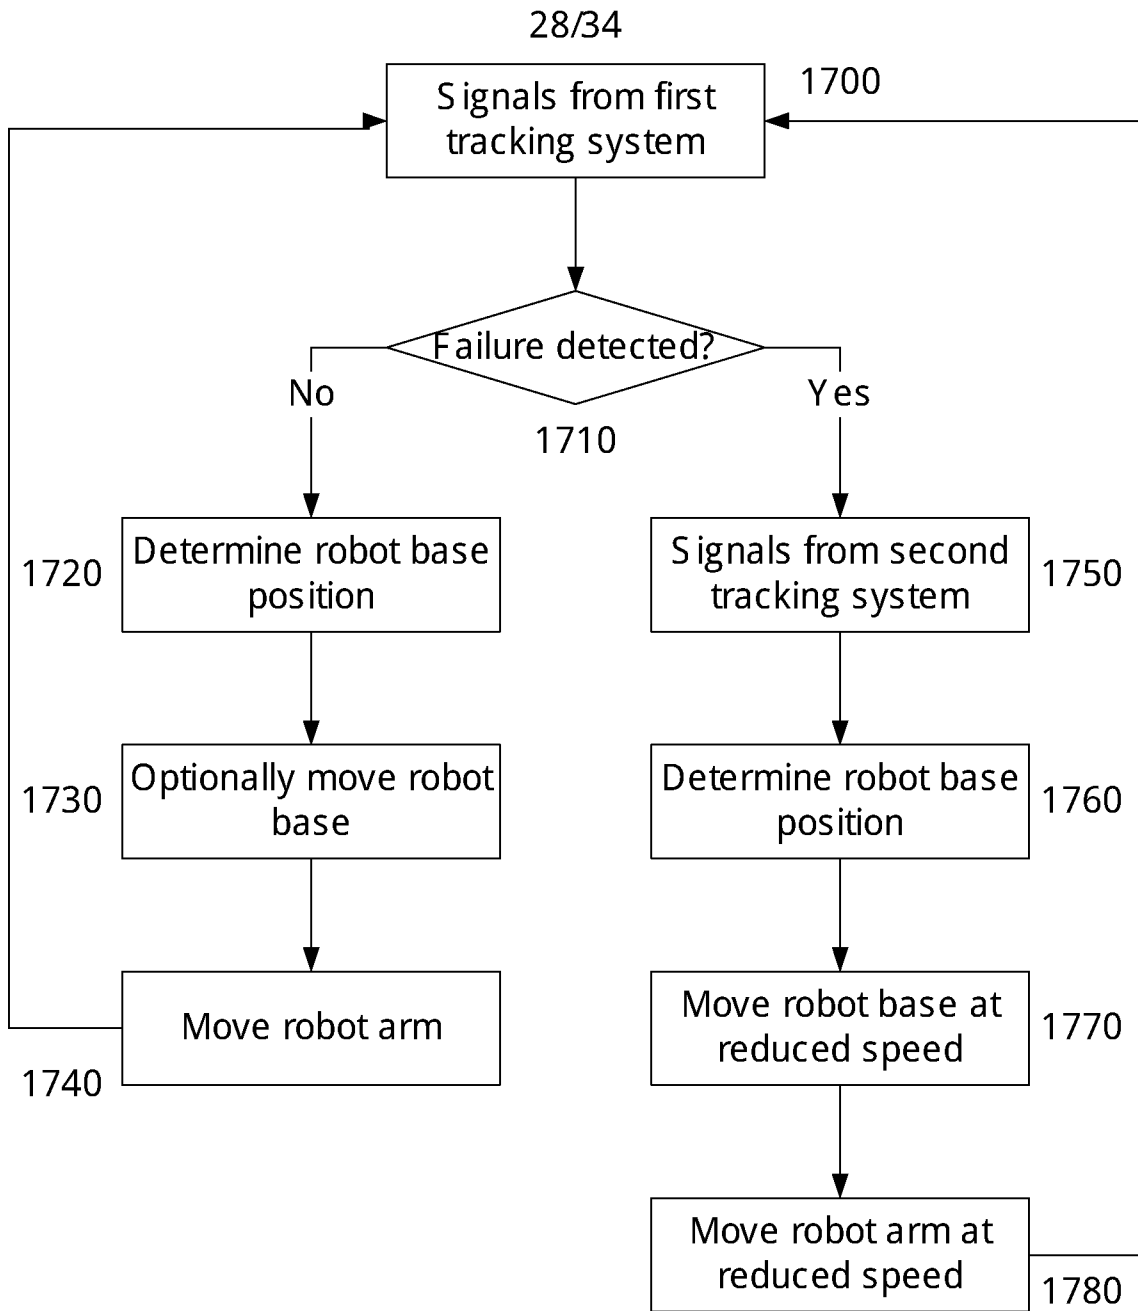 28/34
Signals from first
tracking system
1700
Failure detected?
No
Yes
1710
Determine robot base
position
1720
Signals from second
tracking system
1750
Optionally move robot
base
1730
Determine robot base
position
1760
Move robot arm
1740
Move robot base at
reduced speed
1770
Move robot arm at
reduced speed
1780